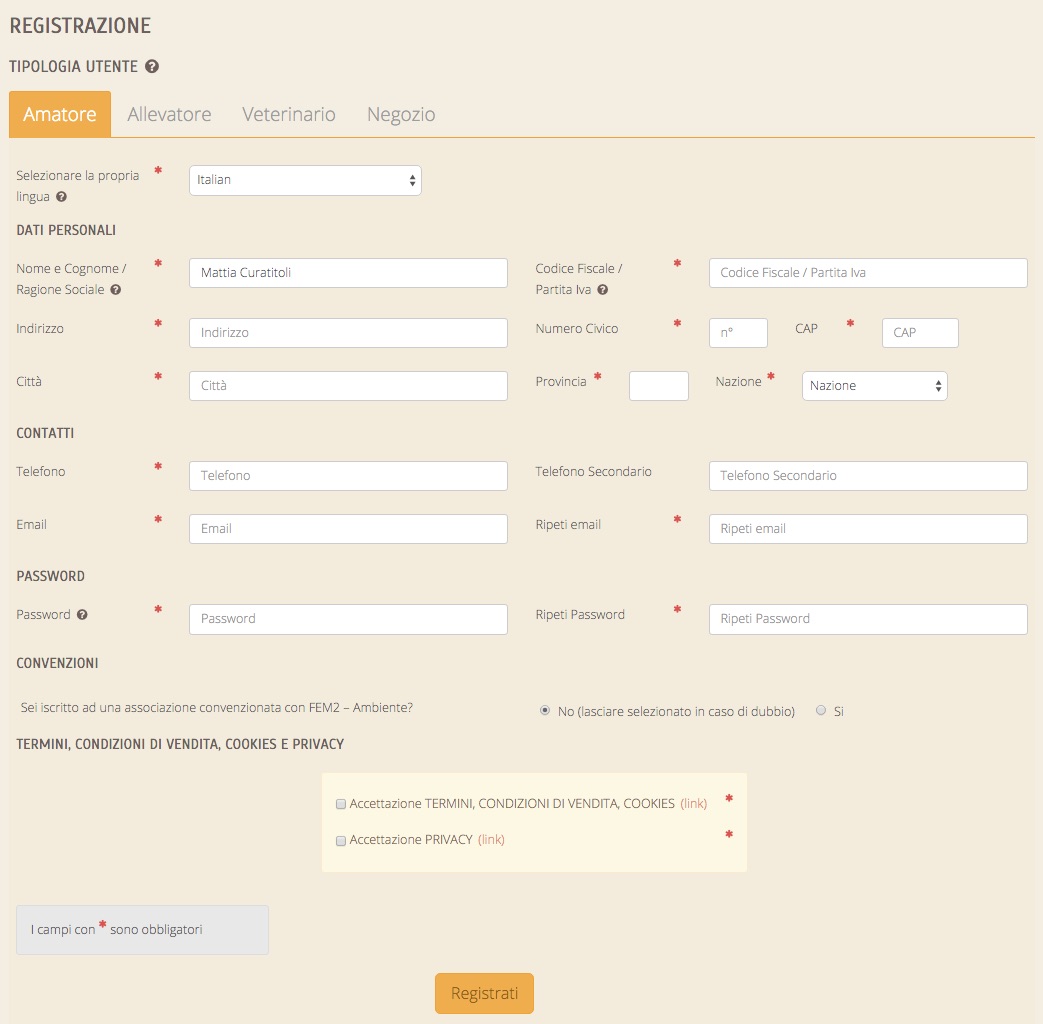 REGISTRAZIONE
TIPOLOGIA UTENTE ?
Amatore Allevatore Veterinario Negozio
Selezionare la propria * Italian
lingua ?
DATI PERSONALI
Nome e Cognome / * Mattia Curatitoli Codice Fiscale / * Codice Fiscale / Partita Iva
Ragione Sociale ? Partita Iva ?
Indirizzo * Indirizzo Numero Civico * n° CAP * CAP
Città * Città Provincia * Nazione * Nazione
CONTATTI
Telefono * Telefono Telefono Secondario Telefono Secondario
Email * Email Ripeti email * Ripeti email
PASSWORD
Password ? * Password Ripeti Password * Ripeti Password
CONVENZIONI
Sei iscritto ad una associazione convenzionata con FEM2 – Ambiente? No (lasciare selezionato in caso di dubbio) Si
TERMINI, CONDIZIONI DI VENDITA, COOKIES E PRIVACY
Accettazione TERMINI, CONDIZIONI DI VENDITA, COOKIES (link) *
Accettazione PRIVACY (link) *
I campi con * sono obbligatori
Registrati